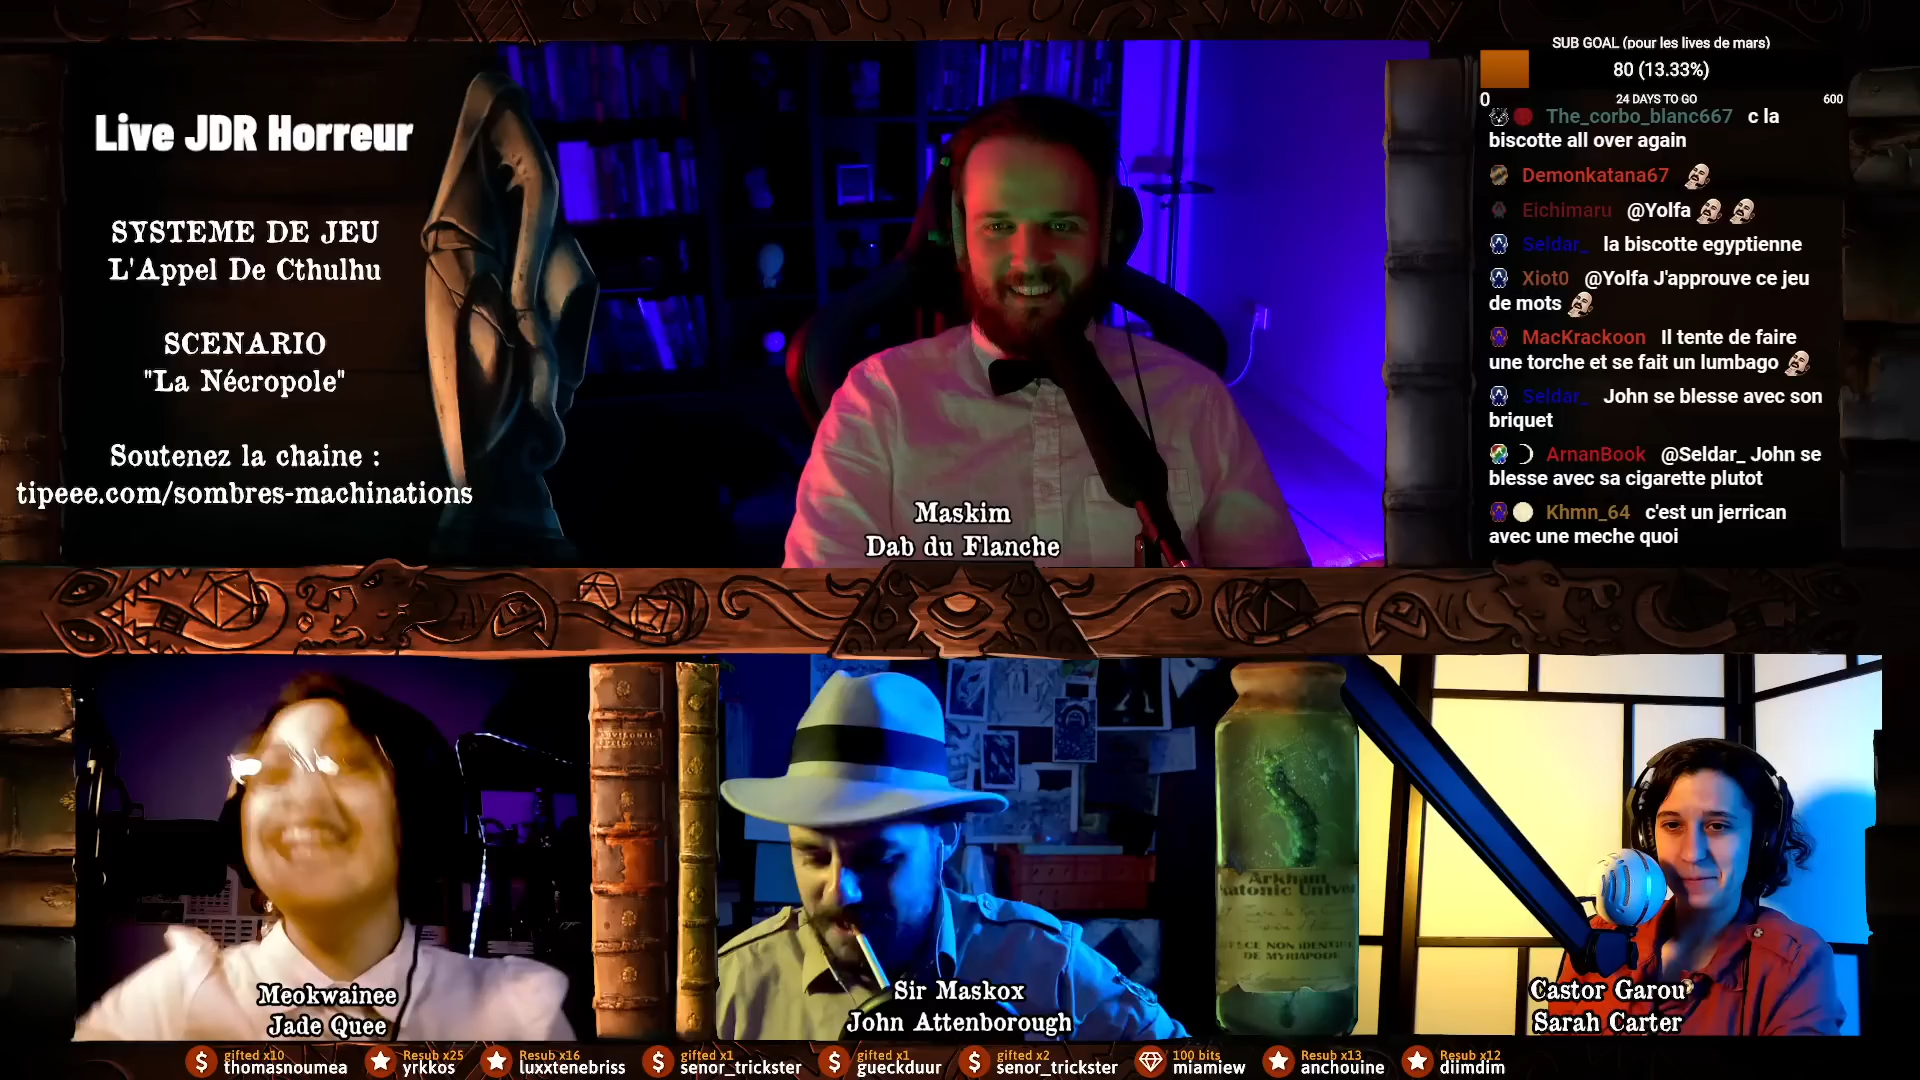 Live JDR Horreur
SYSTEME DE JEU
L'Appel De Cthulhu
SCENARIO
"La Nécropole"
Soutenez la chaine :
tipeee.com/sombres-machinations
Maskim
Dab du Flanche
SUB GOAL (pour les lives de mars)
80 (13.33%)
0
24 DAYS TO GO
600
The_corbo_blanc667 c la
biscotte all over again
Demonkatana67
Eichimaru @Yolfa
Seldar_ la biscotte egyptienne
Xiot0 @Yolfa J'approuve ce jeu
de mots
MacKrackoon Il tente de faire
une torche et se fait un lumbago
Seldar_ John se blesse avec son
briquet
ArnanBook @Seldar_ John se
blesse avec sa cigarette plutot
Khmn_64 c'est un jerrican
avec une meche quoi
Meokwainee
Jade Quee
Sir Maskox
John Attenborough
Arkham
DE MYRIAPODE
Castor Garou
Sarah Carter
gifted x10
thomasnoumea
Resub x25
yrkkos
Resub x16
luxxtenebriss
gifted x1
senor_trickster
gifted x1
gueckduur
gifted x2
senor_trickster
100 bits
miamiew
Resub x13
anchouine
Resub x12
diimdim